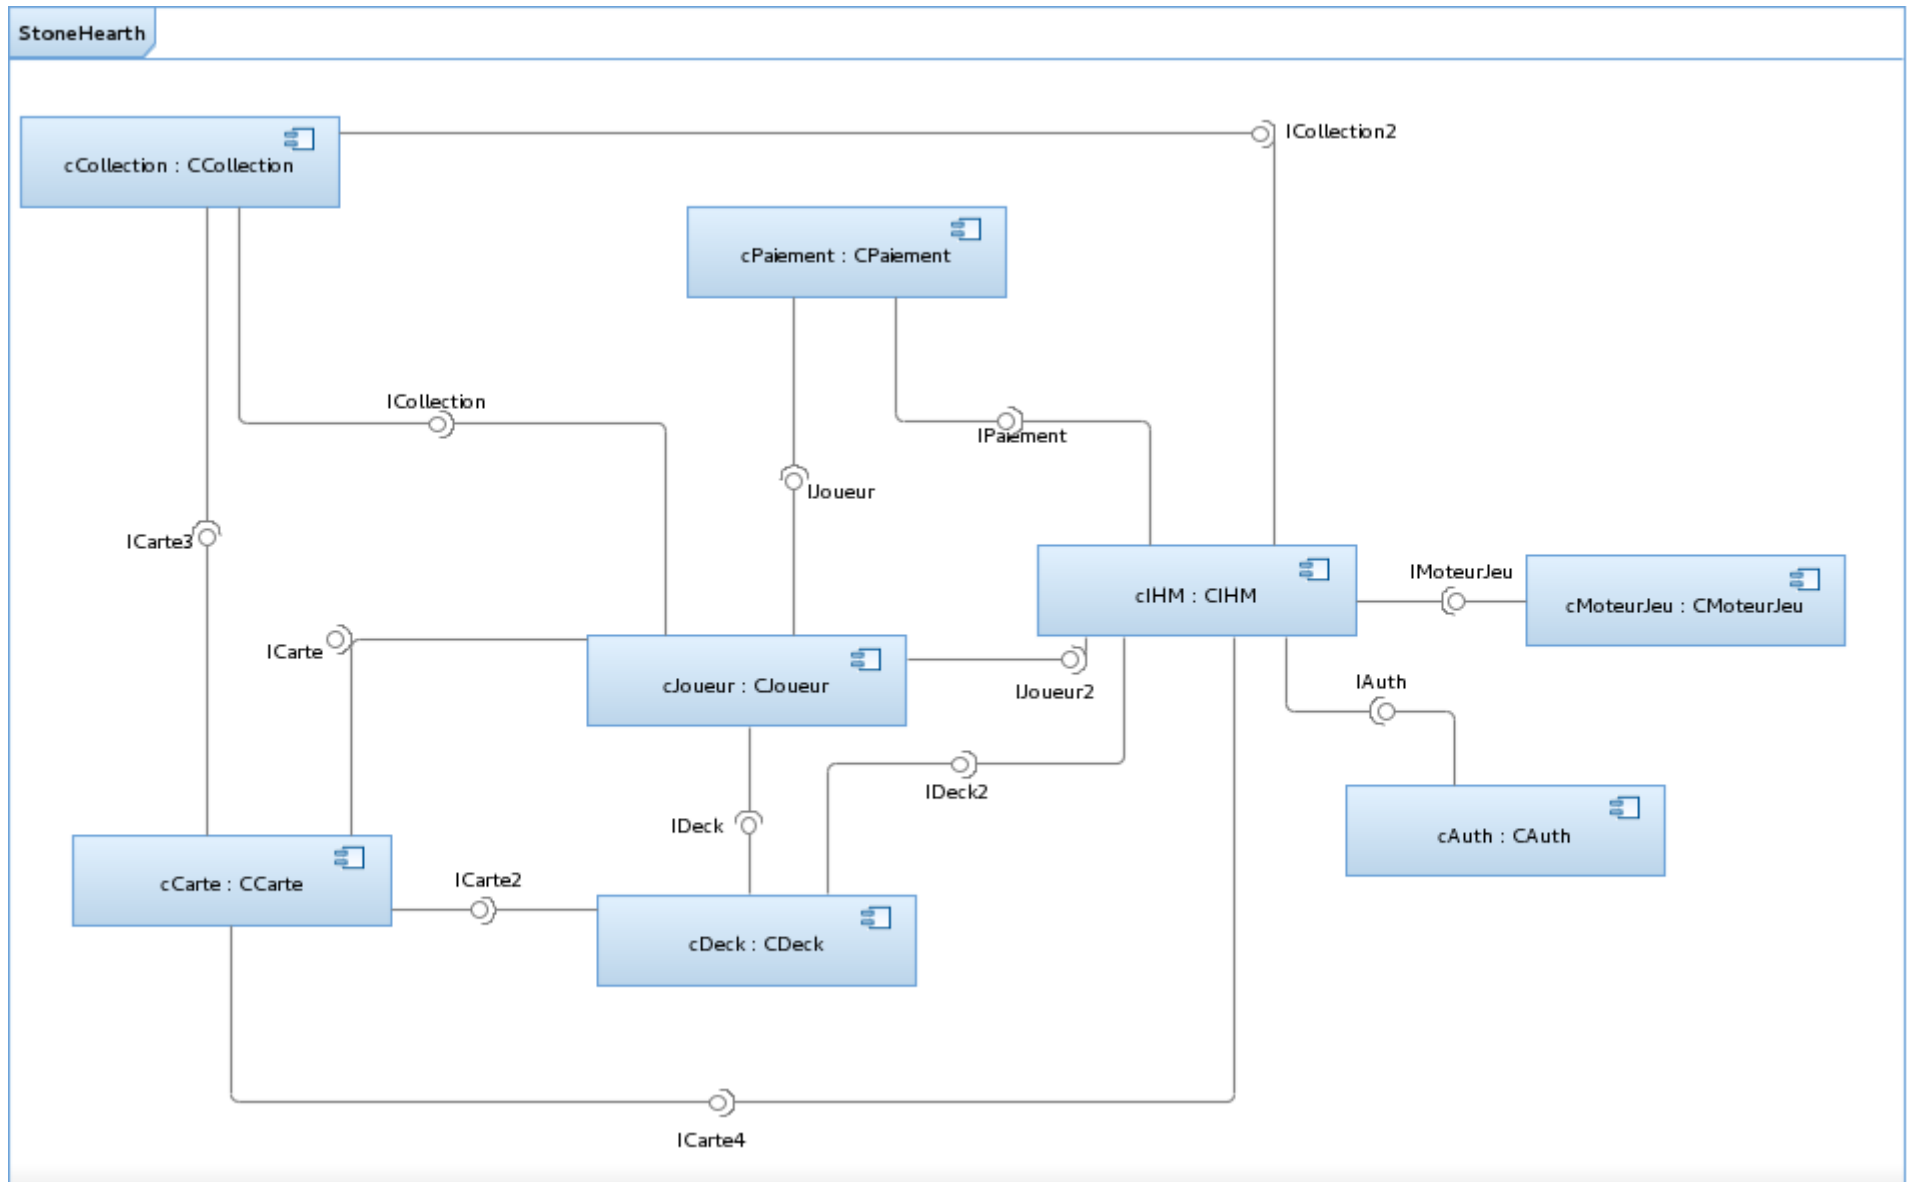 StoneHearth
ICollection2
cCollection : CCollection
cPaiement : CPaiement
ICollection
IPaiement
IJoueur
ICarte3
IMoteurJeu
cIHM : CIHM
cMoteurJeu : CMoteurJeu
ICarte
cJoueur : CJoueur
IJoueur2
IAuth
IDeck2
IDeck
cAuth : CAuth
ICarte2
cCarte : CCarte
cDeck : CDeck
ICarte4